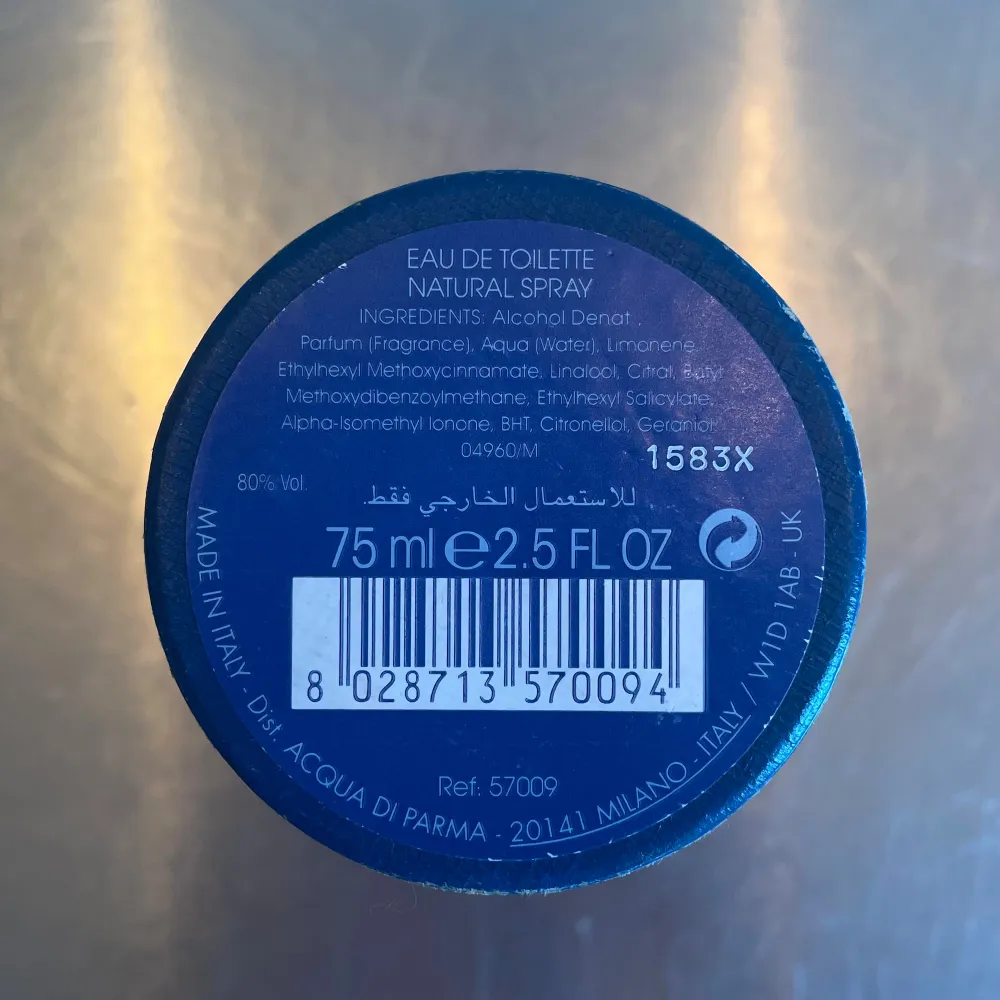 EAU DE TOILETTE
NATURAL SPRAY
INGREDIENTS: Alcohol Denat.,
Parfum (Fragrance), Aqua (Water), Limonene,
Ethylhexyl Methoxycinnamate, Linalool, Citral, Butyl
Methoxydibenzoylmethane, Ethylhexyl Salicylate,
Alpha-Isomethyl Ionone, BHT, Citronellol, Geraniol.
04960/M
1583X
80% Vol.
للاستعمال الخارجي فقط.
75 ml e 2.5 FL OZ
8 028713 570094
Ref: 57009
MADE IN ITALY - Dist. ACQUA DI PARMA - 20141 MILANO - ITALY / W1D 1AB - UK